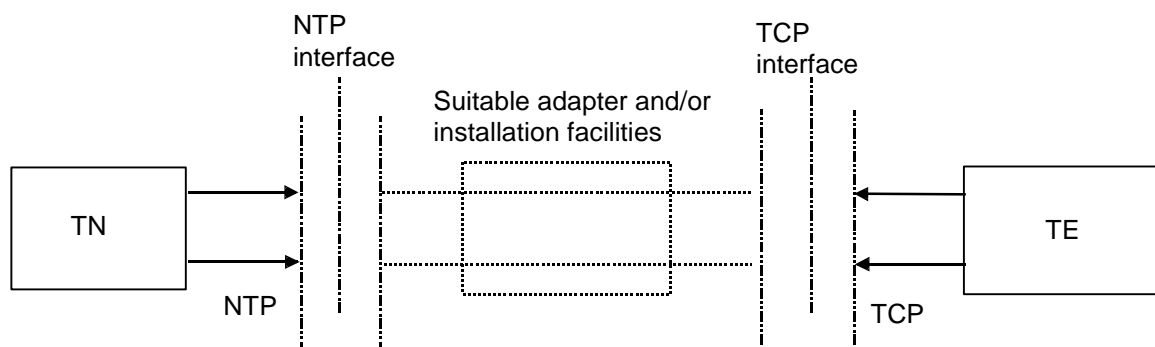 NTP
interface
TCP
interface
Suitable adapter and/or
installation facilities
TN
TE
NTP
TCP